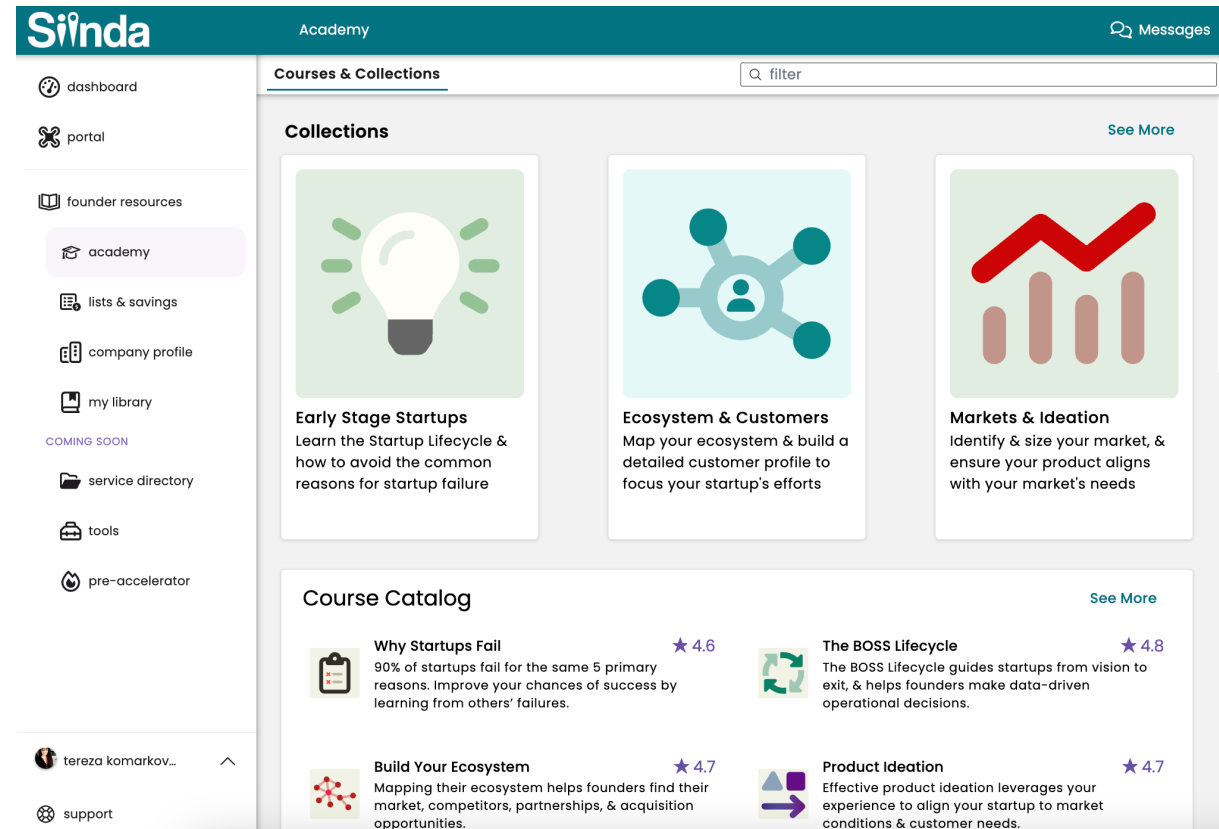 Siinda
Academy
Messages
dashboard
portal
founder resources
academy
lists & savings
company profile
my library
COMING SOON
service directory
tools
pre-accelerator
tereza komarkov...
support
Courses & Collections
filter
Collections
See More
Early Stage Startups
Learn the Startup Lifecycle &
how to avoid the common
reasons for startup failure
Ecosystem & Customers
Map your ecosystem & build a
detailed customer profile to
focus your startup's efforts
Markets & Ideation
Identify & size your market, &
ensure your product aligns
with your market's needs
Course Catalog
See More
Why Startups Fail
4.6
90% of startups fail for the same 5 primary
reasons. Improve your chances of success by
learning from others’ failures.
The BOSS Lifecycle
4.8
The BOSS Lifecycle guides startups from vision to
exit, & helps founders make data-driven
operational decisions.
Build Your Ecosystem
4.7
Mapping their ecosystem helps founders find their
market, competitors, partnerships, & acquisition
opportunities.
Product Ideation
4.7
Effective product ideation leverages your
experience to align your startup to market
conditions & customer needs.